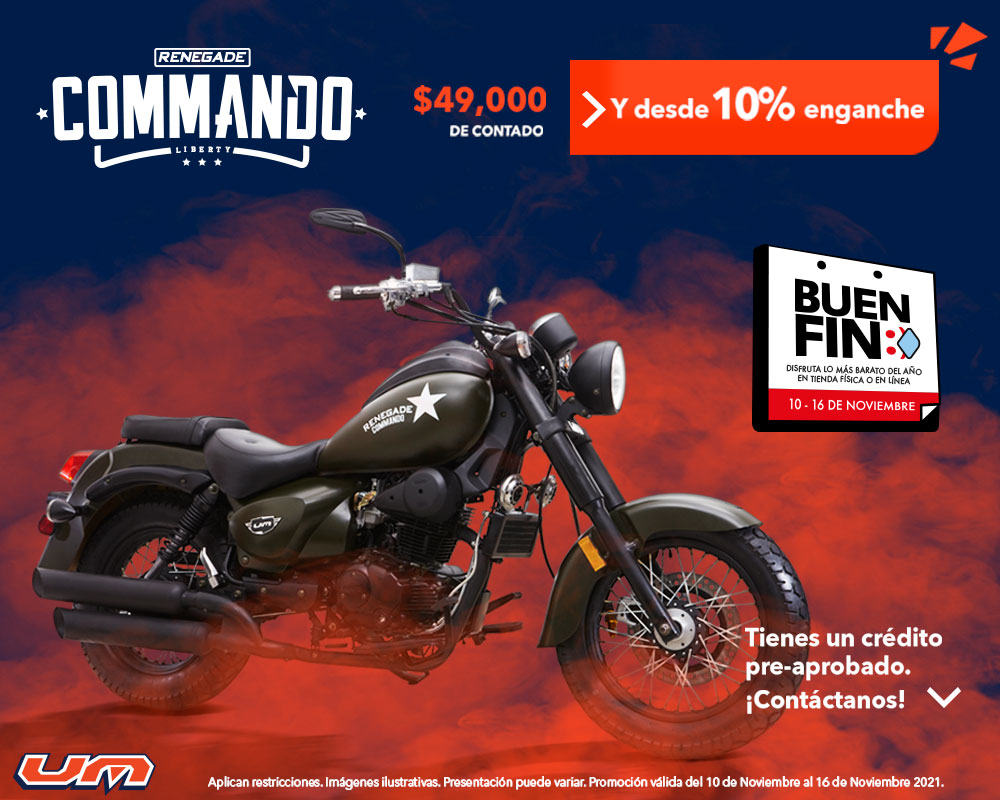 RENEGADE
COMMANDO
LIBERTY
$49,000
DE CONTADO
Y desde 10% enganche
BUEN
FIN
DISFRUTA LO MÁS BARATO DEL AÑO
EN TIENDA FÍSICA O EN LÍNEA
10 - 16 DE NOVIEMBRE
RENEGADE
COMMANDO
UM
Tienes un crédito
pre-aprobado.
¡Contáctanos!
UM
Aplican restricciones. Imágenes ilustrativas. Presentación puede variar. Promoción válida del 10 de Noviembre al 16 de Noviembre 2021.